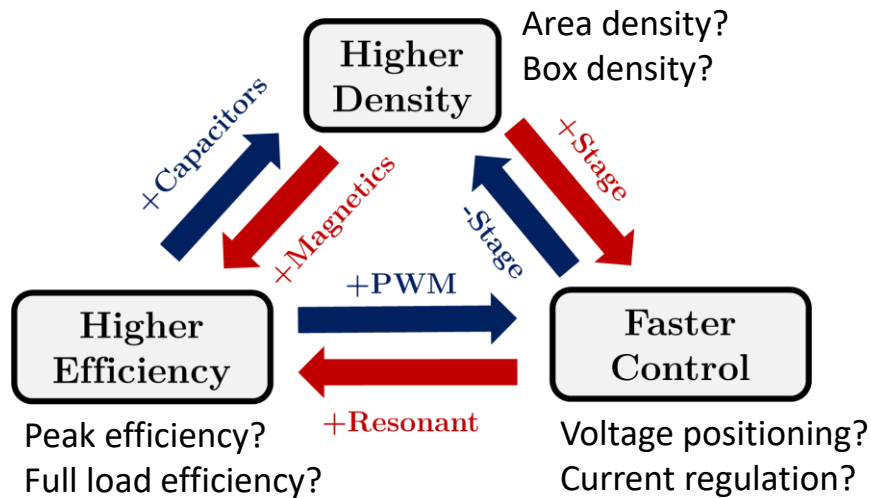 Higher
Density
Area density?
Box density?
+Capacitors
+Magnetics
+Stage
-Stage
Higher
Efficiency
+PWM
+Resonant
Faster
Control
Peak efficiency?
Full load efficiency?
Voltage positioning?
Current regulation?